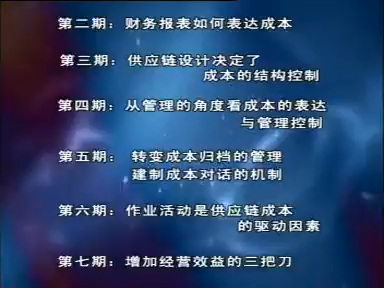 第二期：财务报表如何表达成本
第三期：供应链设计决定了
成本的结构控制
第四期：从管理的角度看成本的表达
与管理控制
第五期：转变成本归档的管理
建制成本对话的机制
第六期：作业活动是供应链成本
的驱动因素
第七期：增加经营效益的三把刀